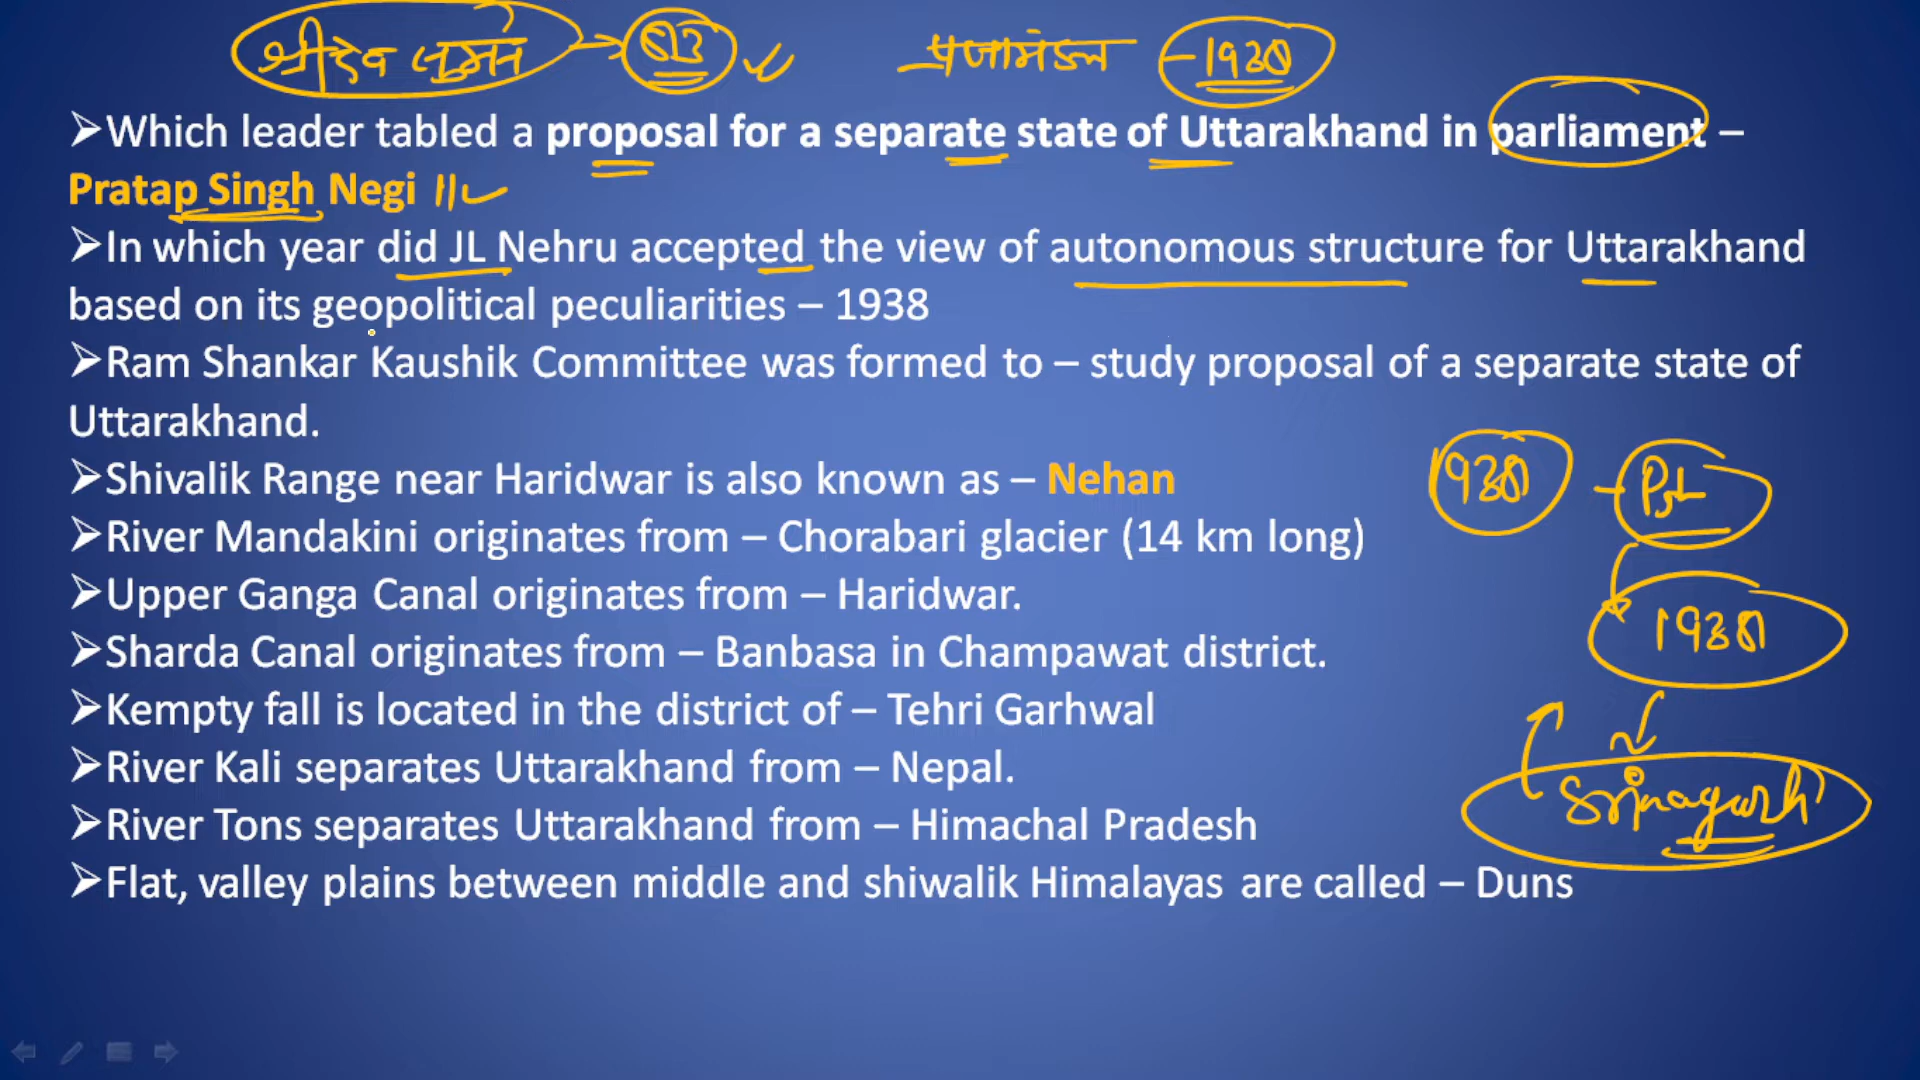 श्रीदेव सुमन
प्रजामंडल – 1938
➤Which leader tabled a proposal for a separate state of Uttarakhand in parliament –
Pratap Singh Negi
➤In which year did JL Nehru accepted the view of autonomous structure for Uttarakhand
based on its geopolitical peculiarities – 1938
➤Ram Shankar Kaushik Committee was formed to – study proposal of a separate state of
Uttarakhand.
➤Shivalik Range near Haridwar is also known as – Nehan
➤River Mandakini originates from – Chorabari glacier (14 km long)
➤Upper Ganga Canal originates from – Haridwar.
➤Sharda Canal originates from – Banbasa in Champawat district.
➤Kempty fall is located in the district of – Tehri Garhwal
➤River Kali separates Uttarakhand from – Nepal.
➤River Tons separates Uttarakhand from – Himachal Pradesh
➤Flat, valley plains between middle and shiwalik Himalayas are called – Duns
1938
1938
Srinagarh